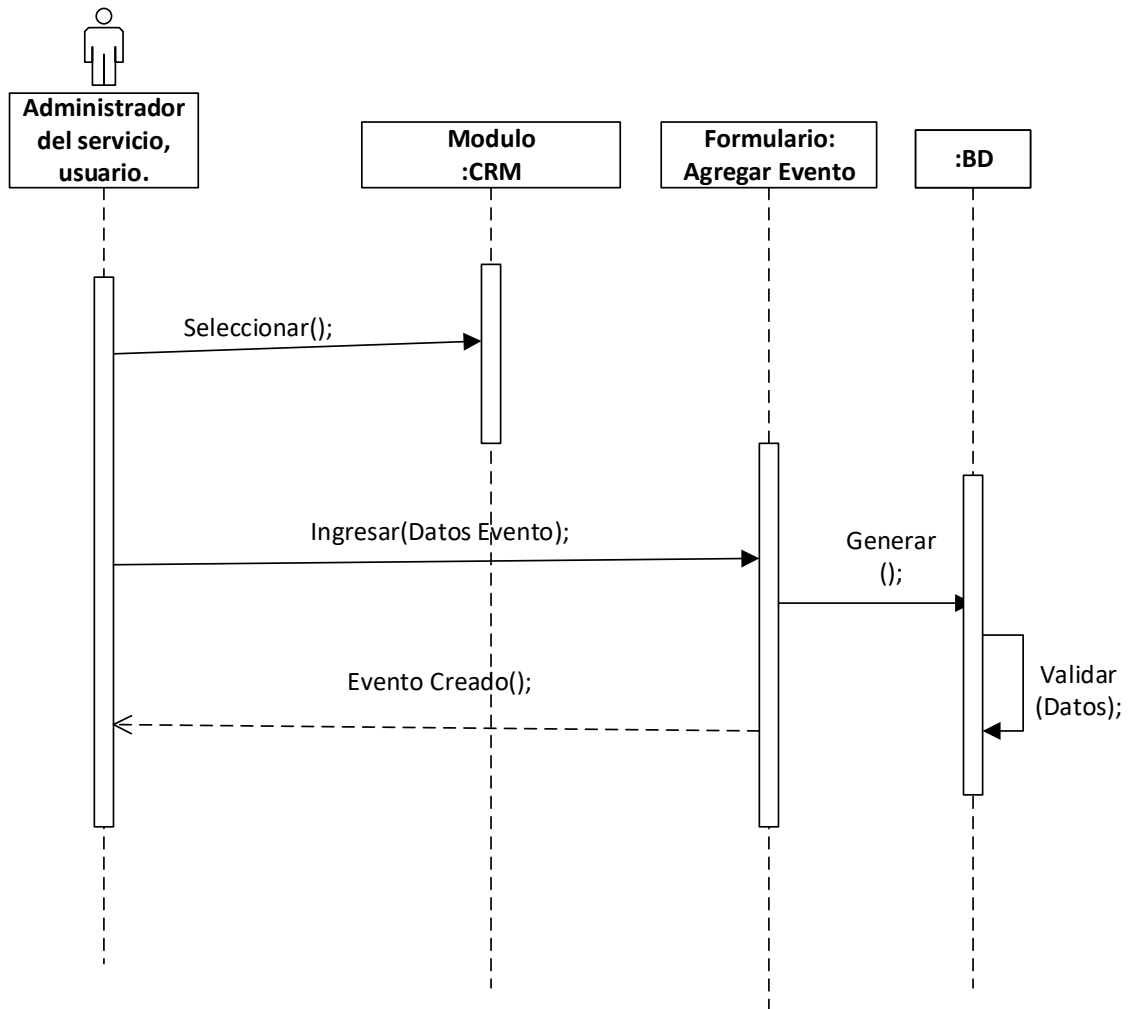 Administrador
del servicio,
usuario.
Modulo
:CRM
Formulario:
Agregar Evento
:BD
Seleccionar();
Ingresar(Datos Evento);
Generar
();
Validar
(Datos);
Evento Creado();